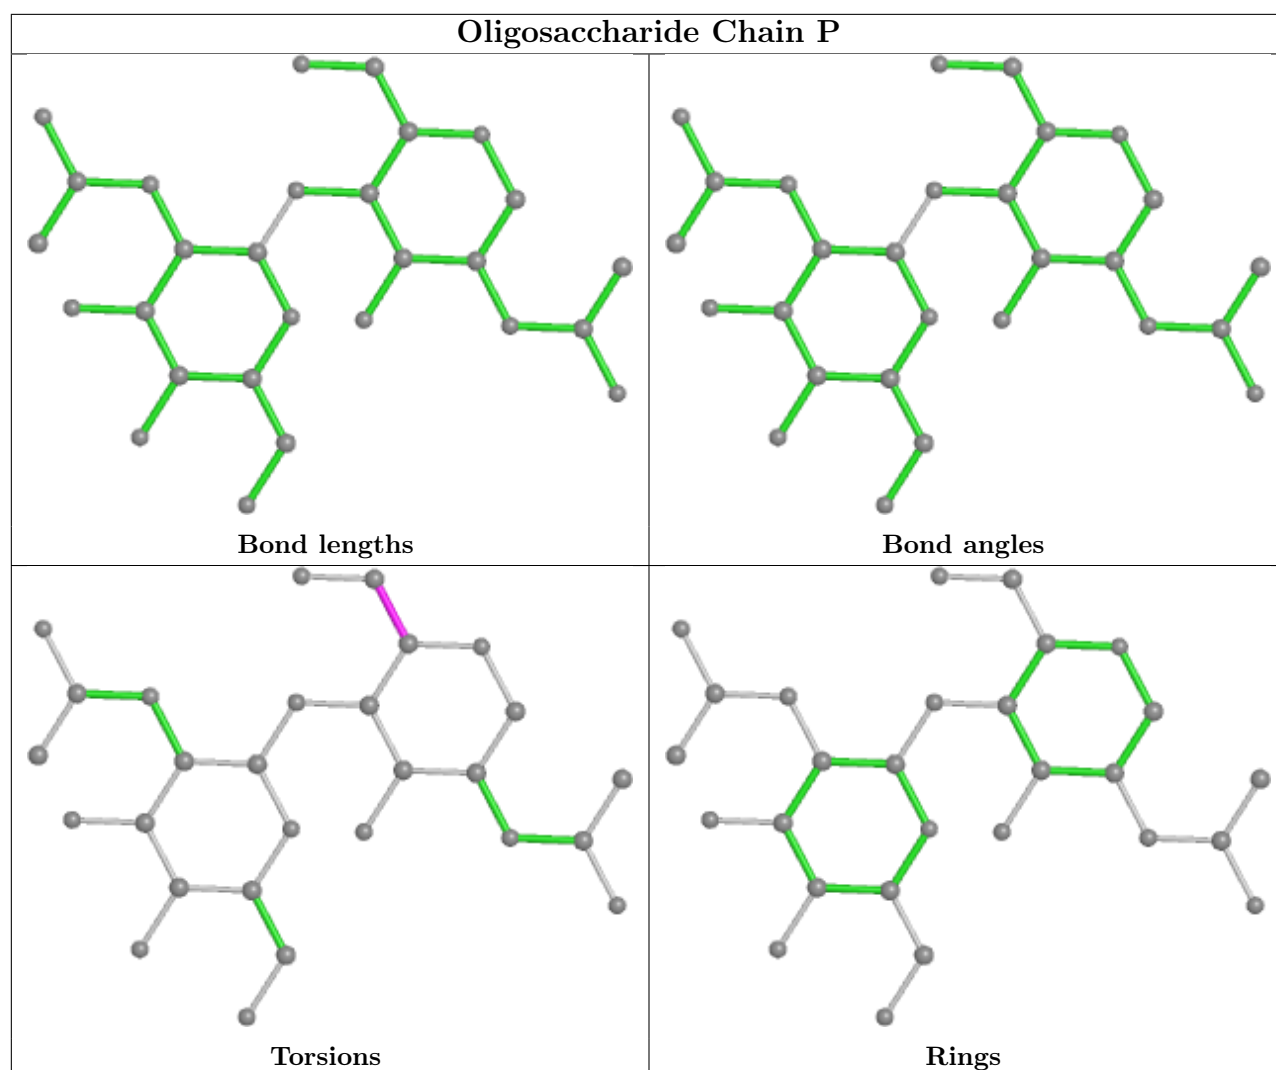 Oligosaccharide Chain P
Bond lengths
Bond angles
Torsions
Rings